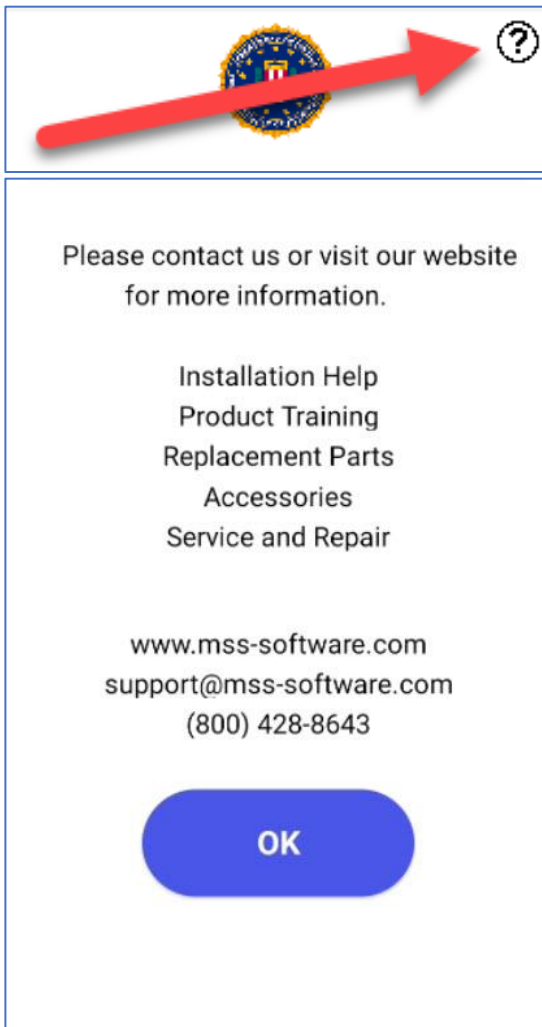 ?
Please contact us or visit our website
for more information.
Installation Help
Product Training
Replacement Parts
Accessories
Service and Repair
www.mss-software.com
support@mss-software.com
(800) 428-8643
OK